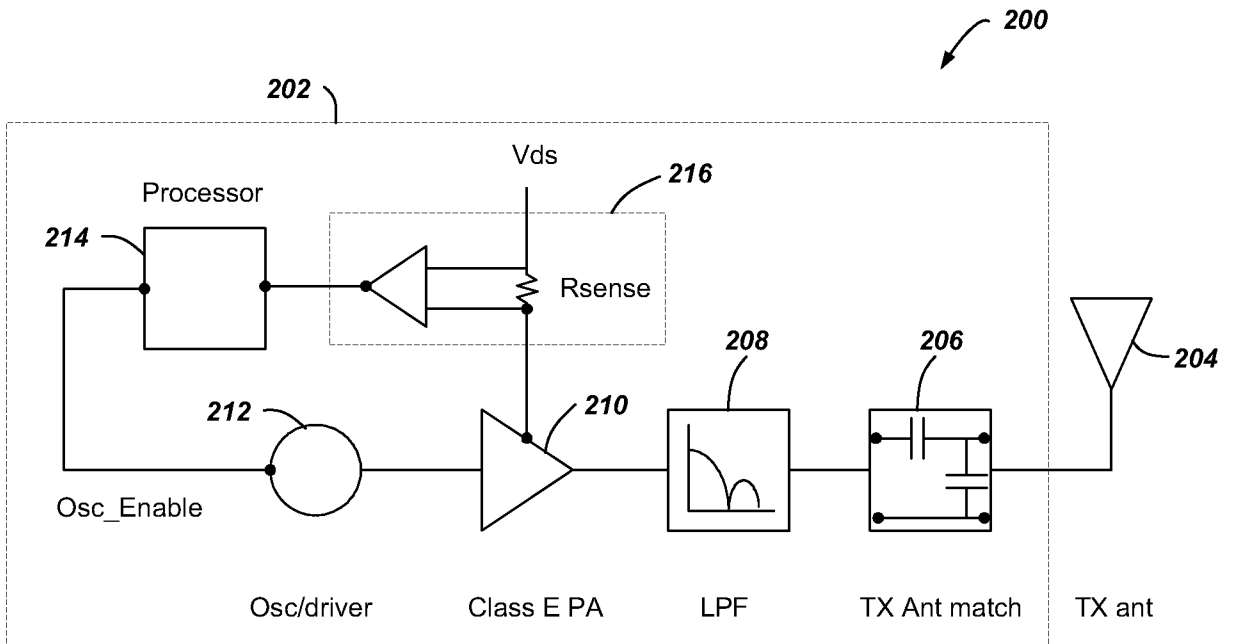 200
202
Vds
216
Processor
214
Rsense
208
206
204
212
210
Osc_Enable
Osc/driver
Class E PA
LPF
TX Ant match
TX ant